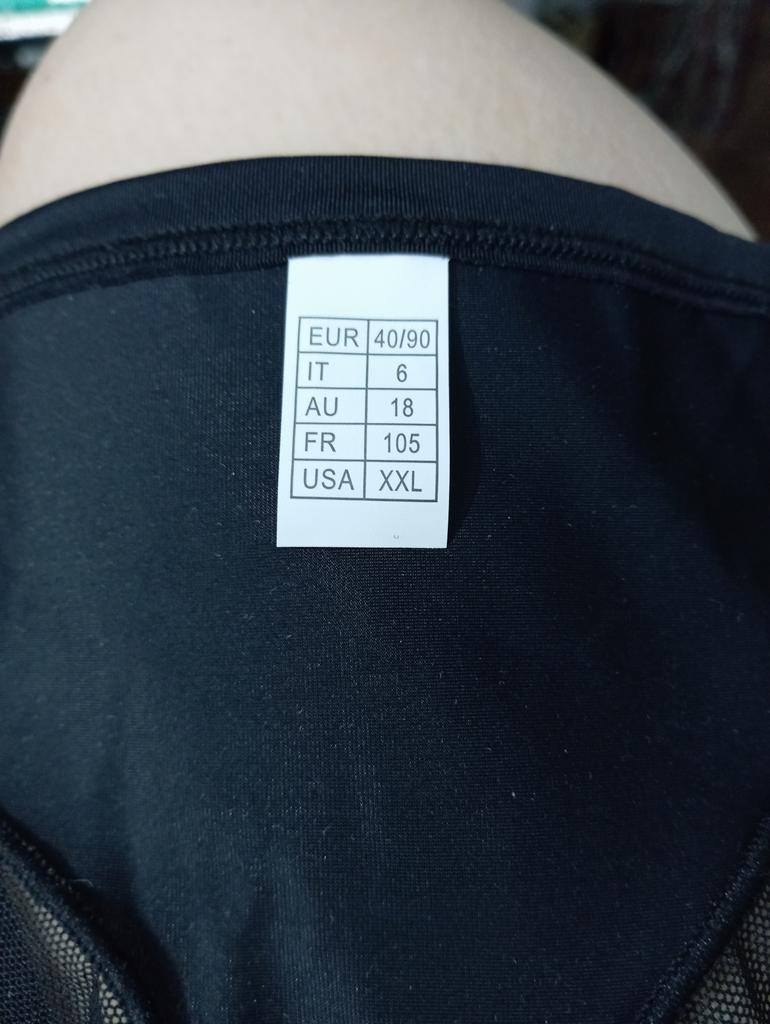 EUR 40/90
IT 6
AU 18
FR 105
USA XXL